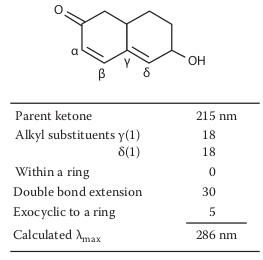 O
α
β
γ
δ
OH
Parent ketone 215 nm
Alkyl substituents γ(1) 18
δ(1) 18
Within a ring 0
Double bond extension 30
Exocyclic to a ring 5
Calculated λmax 286 nm